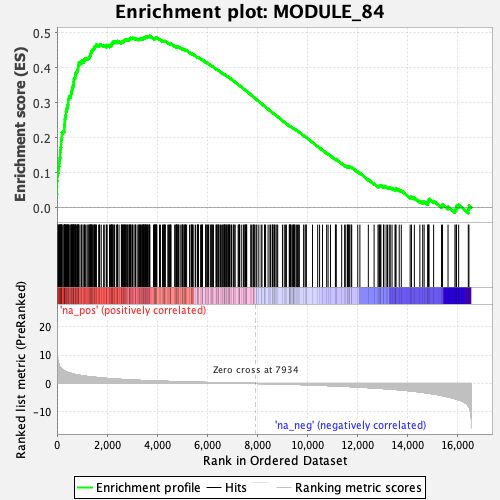 Enrichment plot: MODULE_84
Enrichment score (ES)
0.5
0.4
0.3
0.2
0.1
0.0
'na_pos' (positively correlated)
Ranked list metric (PreRanked)
20
10
0
-10
Zero cross at 7934
'na_neg' (negatively correlated)
0
2,000
4,000
6,000
8,000
10,000
12,000
14,000
16,000
Rank in Ordered Dataset
Enrichment profile
Hits
Ranking metric scores